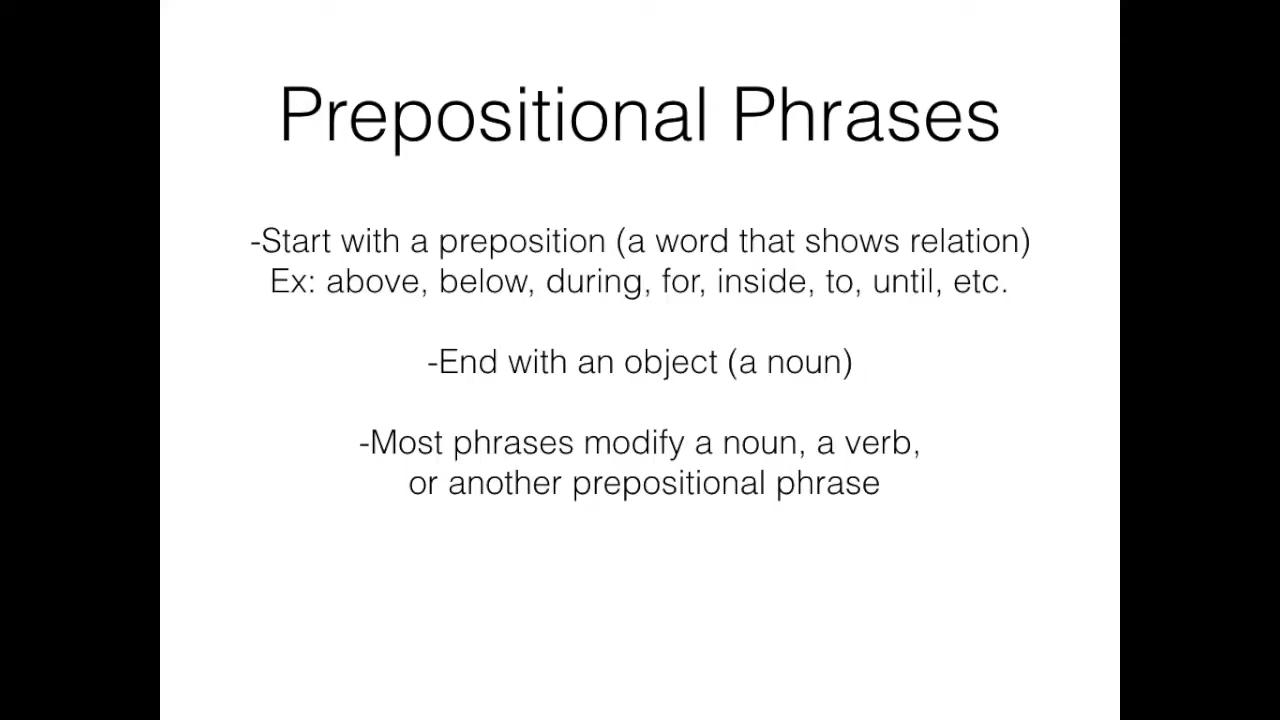 Prepositional Phrases
-Start with a preposition (a word that shows relation)
Ex: above, below, during, for, inside, to, until, etc.
-End with an object (a noun)
-Most phrases modify a noun, a verb,
or another prepositional phrase